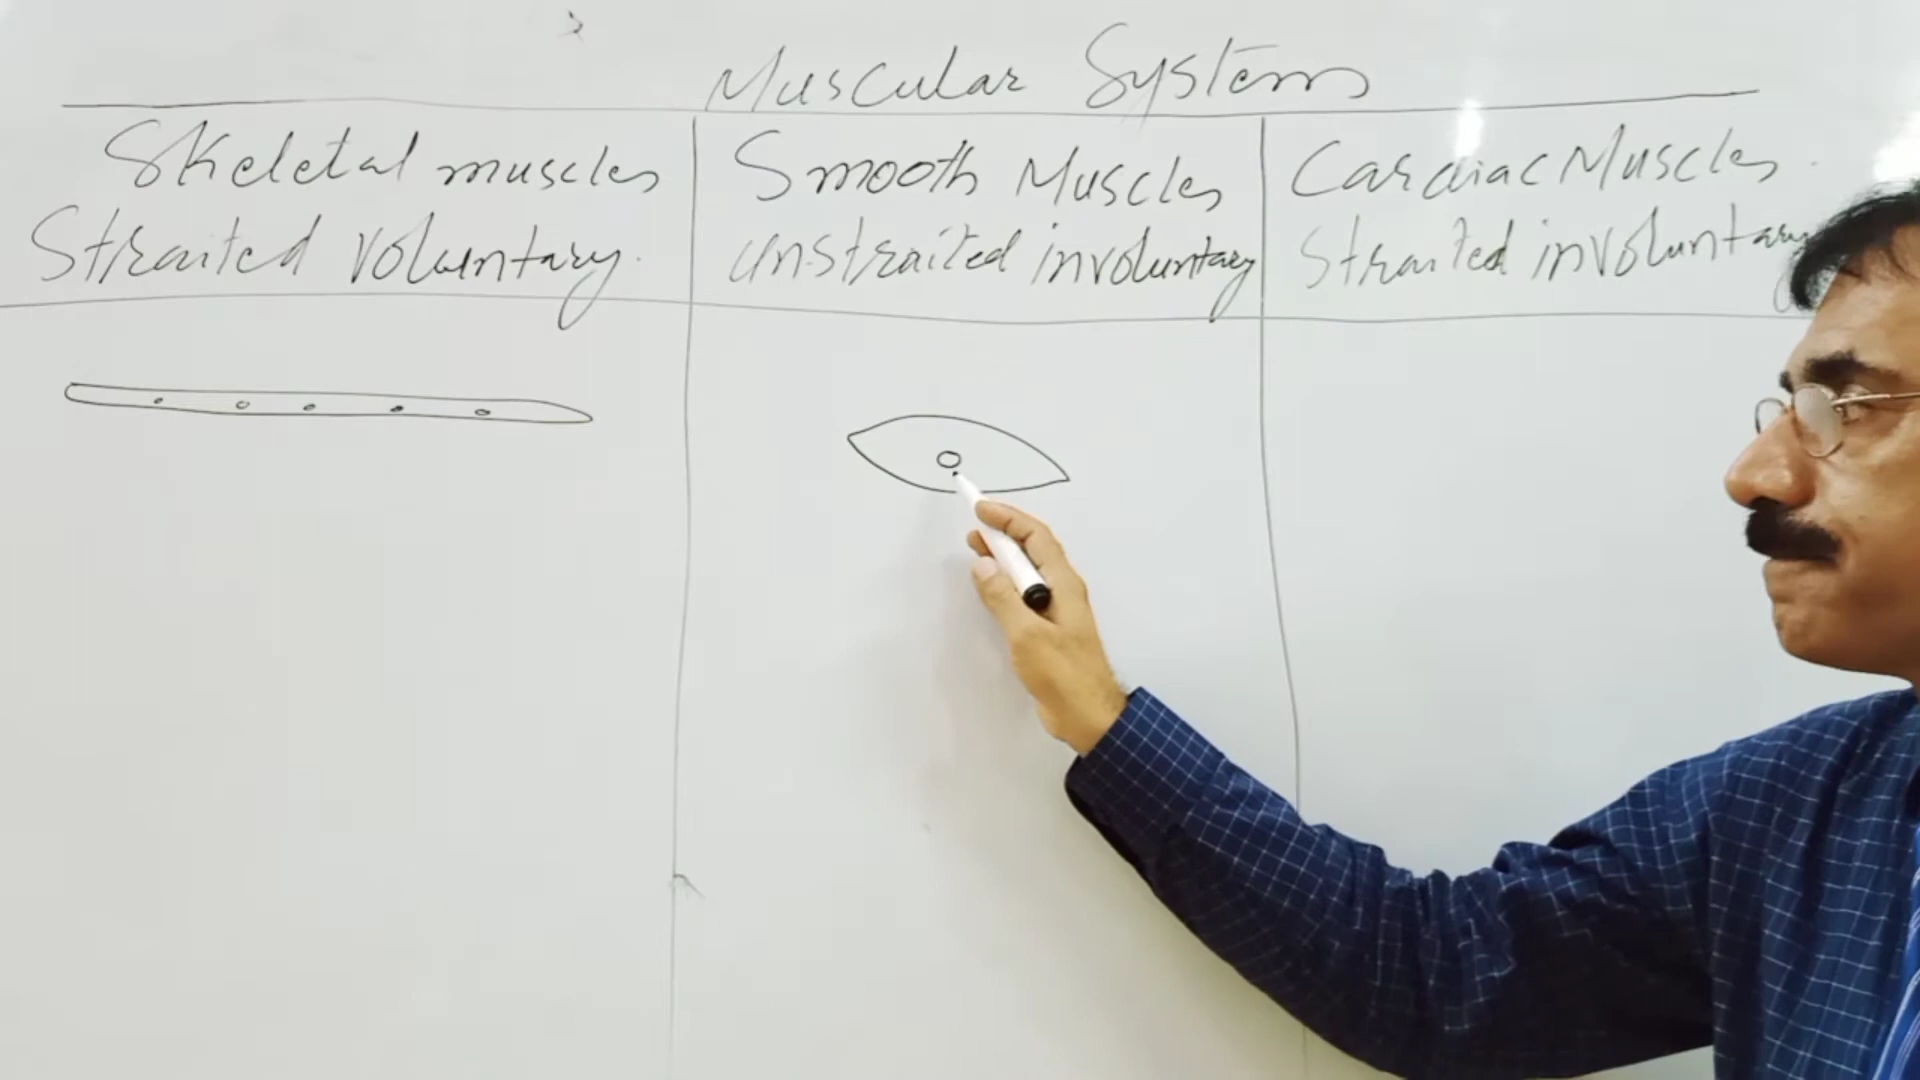 Muscular System
Skeletal muscles
Straited voluntary.
Smooth Muscles
unstraited involuntary
Cardiac Muscles
Straited involuntary